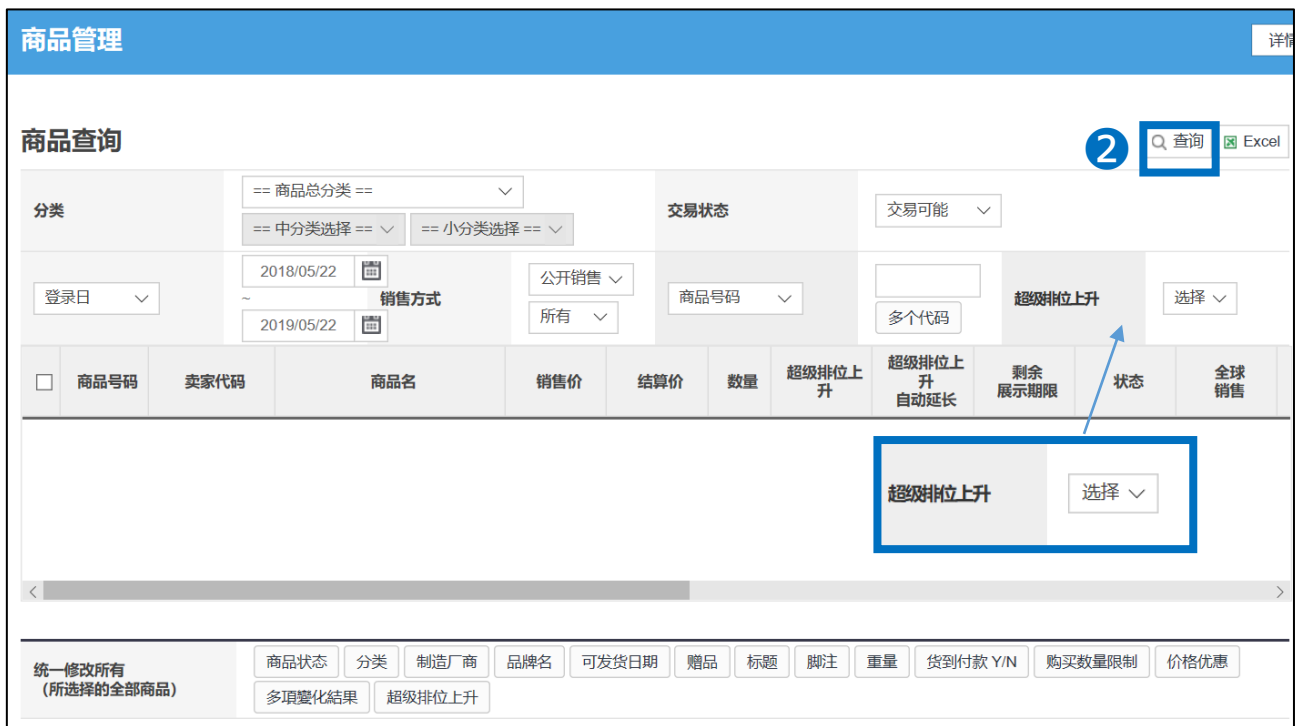 商品管理
详情
商品查询
2
查询
Excel
分类
== 商品总分类 ==
== 中分类选择 ==
== 小分类选择 ==
交易状态
交易可能
登录日
2018/05/22
~
2019/05/22
销售方式
公开销售
所有
商品号码
多个代码
超级排位上升
选择
商品号码
卖家代码
商品名
销售价
结算价
数量
超级排位上
升
超级排位上
升
自动延长
剩余
展示期限
状态
全球
销售
超级排位上升
选择
统一修改所有
（所选择的全部商品）
商品状态
分类
制造厂商
品牌名
可发货日期
赠品
标题
脚注
重量
货到付款 Y/N
购买数量限制
价格优惠
多項變化結果
超级排位上升